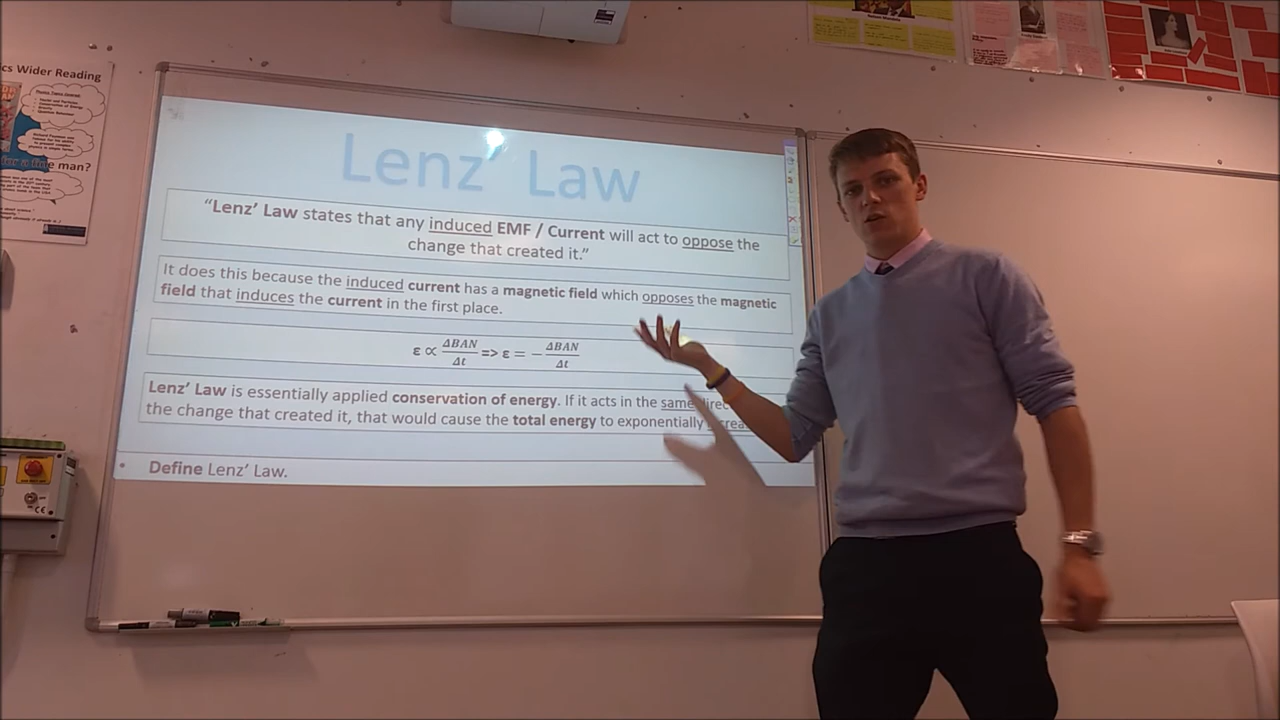 cs Wider Reading
e man?
Lenz’ Law
“Lenz’ Law states that any induced EMF / Current will act to oppose the
change that created it.”
It does this because the induced current has a magnetic field which opposes the magnetic
field that induces the current in the first place.
ε ∝ ΔBAN/Δt => ε = − ΔBAN/Δt
Lenz’ Law is essentially applied conservation of energy. If it acts in the same direc
the change that created it, that would cause the total energy to exponentially
• Define Lenz’ Law.